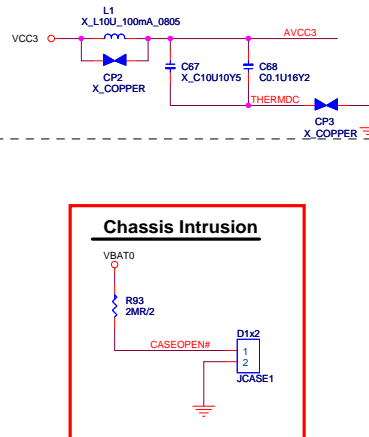 L1
X_L10U_100mA_0805
VCC3
AVCC3
CP2
X_COPPER
C67
X_C10U10Y5
C68
C0.1U16Y2
THERMDC
CP3
X_COPPER
Chassis Intrusion
VBAT0
R93
2MR/2
CASEOPEN#
D1x2
1
2
JCASE1